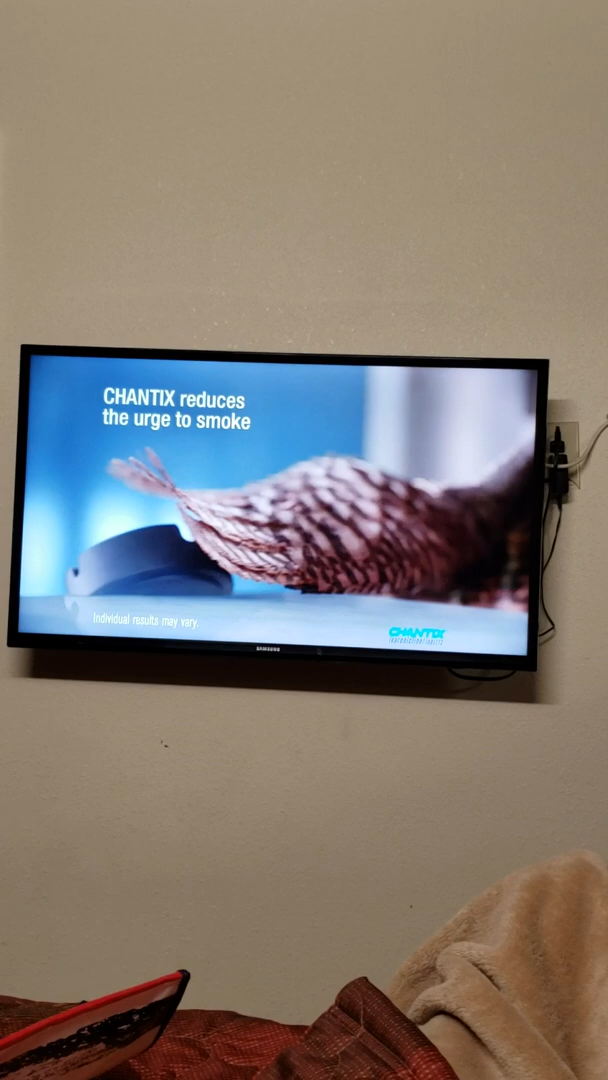 CHANTIX reduces
the urge to smoke
Individual results may vary.
CHANTIX
SAMSUNG